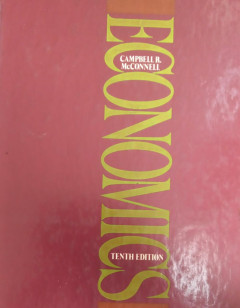 ECONOMICS
CAMPBELL R.
McCONNELL
TENTH EDITION